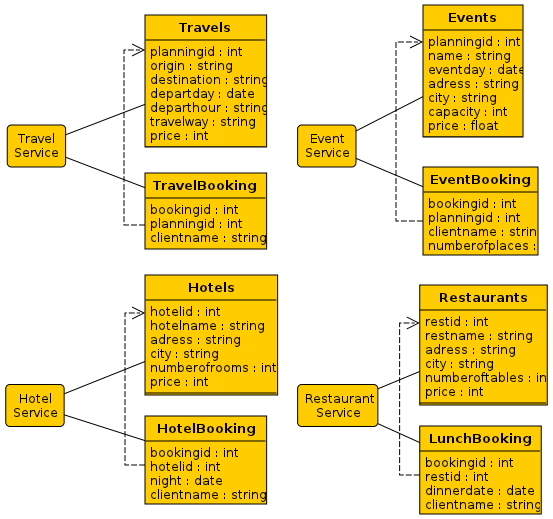 Travels
planningid : int
origin : string
destination : string
departday : date
departhour : string
travelway : string
price : int
Travel
Service
TravelBooking
bookingid : int
planningid : int
clientname : string
Events
planningid : int
name : string
eventday : date
adress : string
city : string
capacity : int
price : float
Event
Service
EventBooking
bookingid : int
planningid : int
clientname : strin
numberofplaces :
Hotels
hotelid : int
hotelname : string
adress : string
city : string
numberofrooms : int
price : int
Hotel
Service
HotelBooking
bookingid : int
hotelid : int
night : date
clientname : string
Restaurants
restid : int
restname : string
adress : string
city : string
numberoftables : in
price : int
Restaurant
Service
LunchBooking
bookingid : int
restid : int
dinnerdate : date
clientname : string